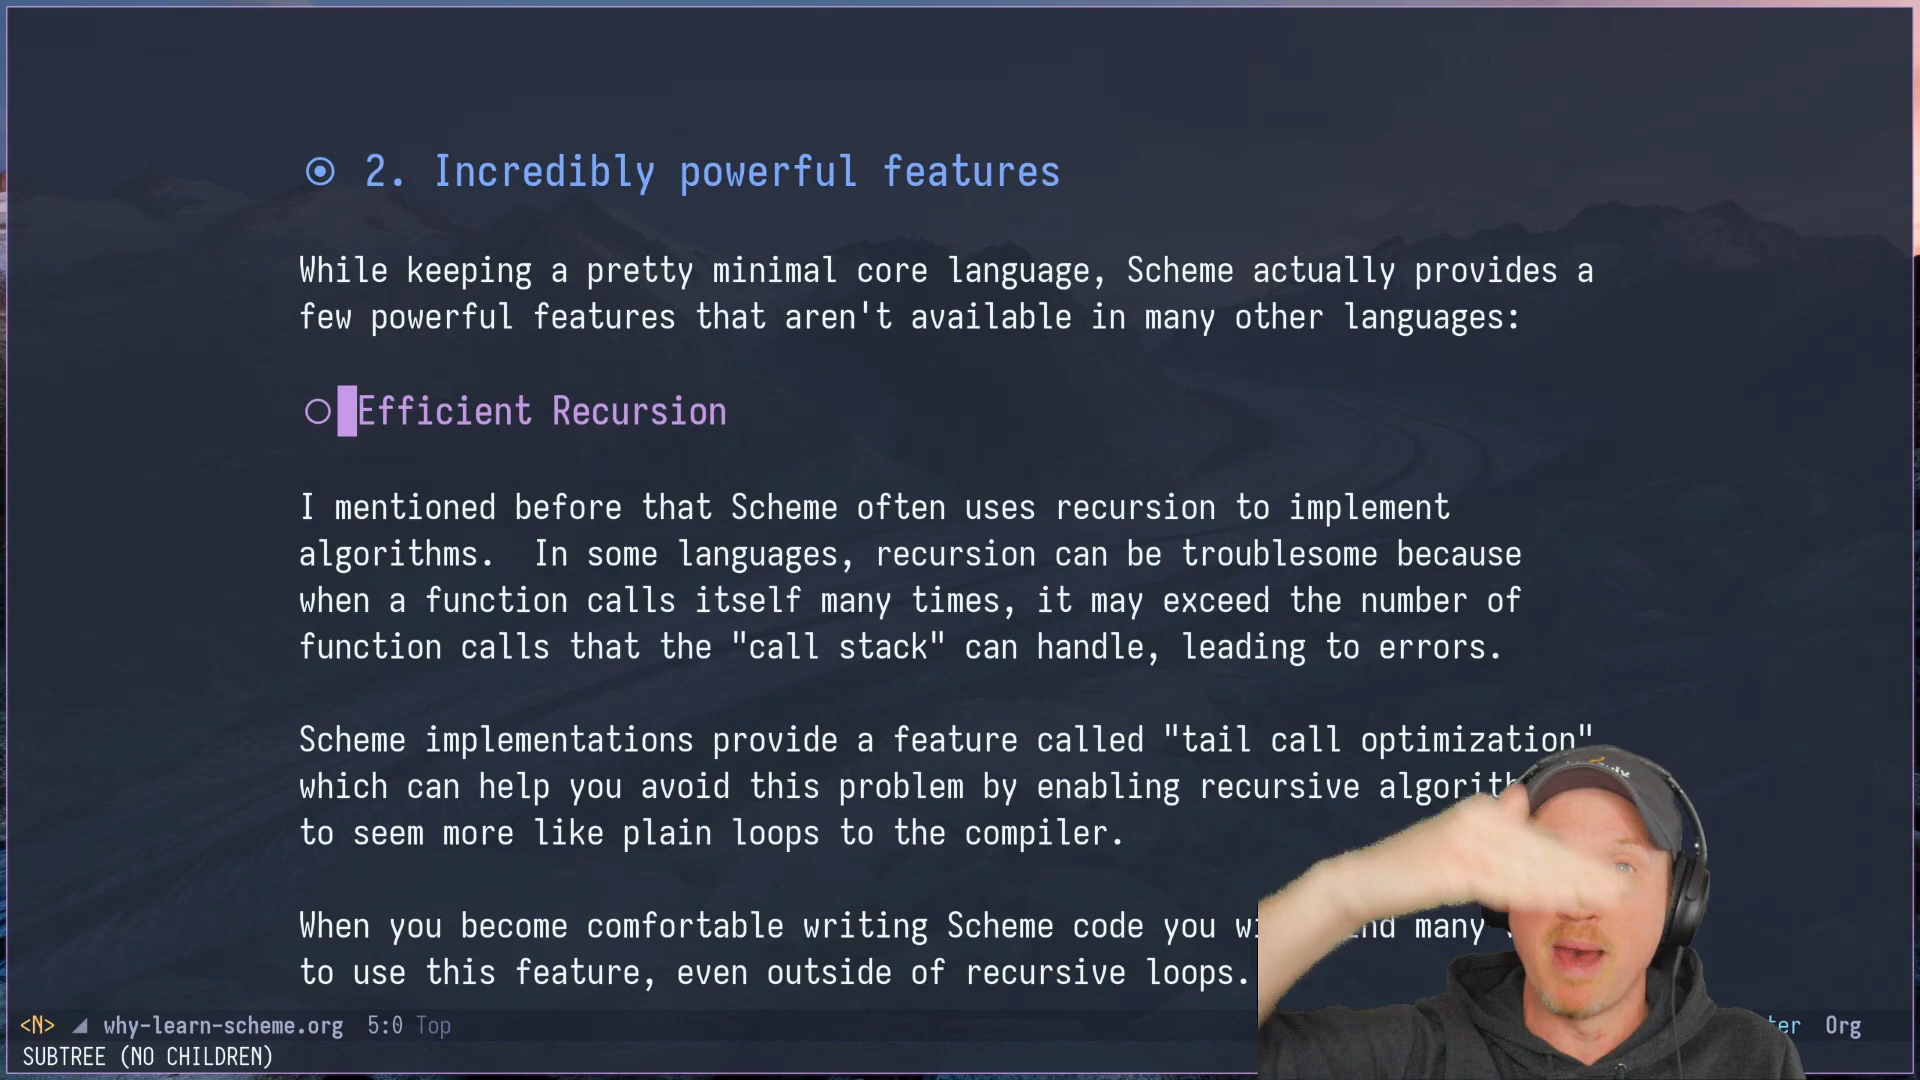 2. Incredibly powerful features
While keeping a pretty minimal core language, Scheme actually provides a
few powerful features that aren't available in many other languages:
Efficient Recursion
I mentioned before that Scheme often uses recursion to implement
algorithms.  In some languages, recursion can be troublesome because
when a function calls itself many times, it may exceed the number of
function calls that the "call stack" can handle, leading to errors.
Scheme implementations provide a feature called "tail call optimization"
which can help you avoid this problem by enabling recursive
to seem more like plain loops to the compiler.
When you become comfortable writing Scheme code you many
to use this feature, even outside of recursive loops.
<N> why-learn-scheme.org 5:0 Top Org
SUBTREE (NO CHILDREN)